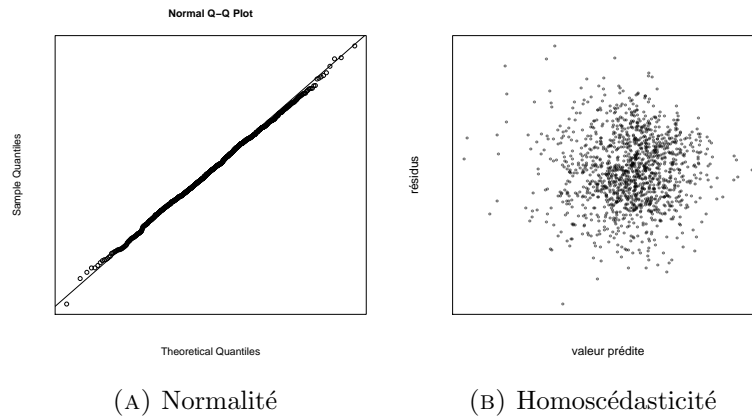 Normal Q−Q Plot
Sample Quantiles
Theoretical Quantiles
résidus
valeur prédite
(A) Normalité
(B) Homoscédasticité